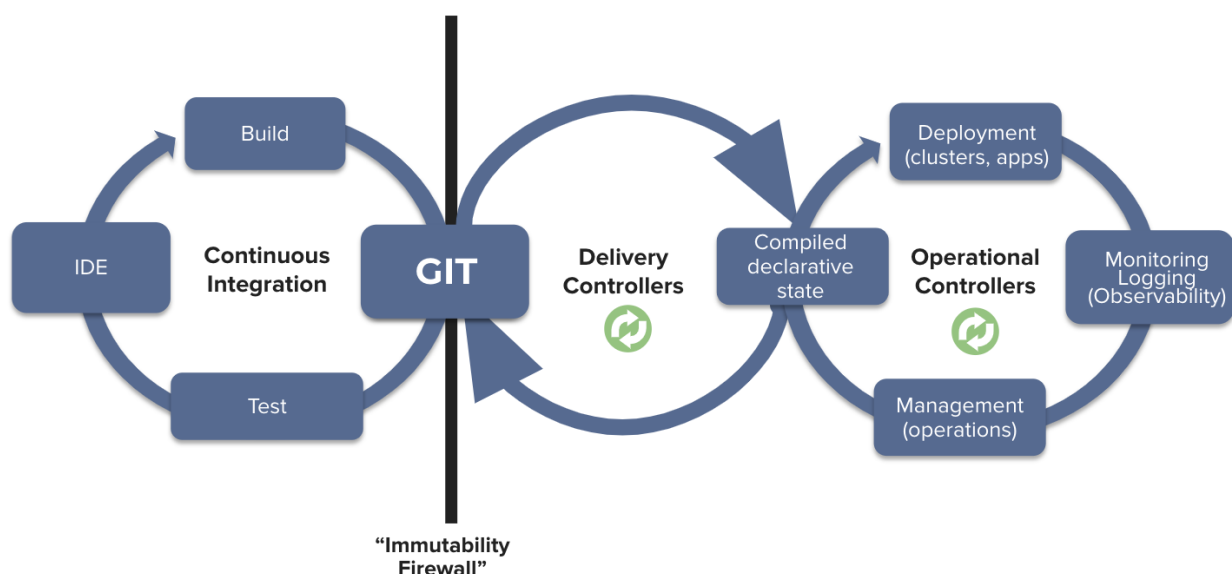 Build
IDE
Continuous
Integration
Test
GIT
"Immutability
Firewall"
Delivery
Controllers
Compiled
declarative
state
Deployment
(clusters, apps)
Operational
Controllers
Monitoring
Logging
(Observability)
Management
(operations)